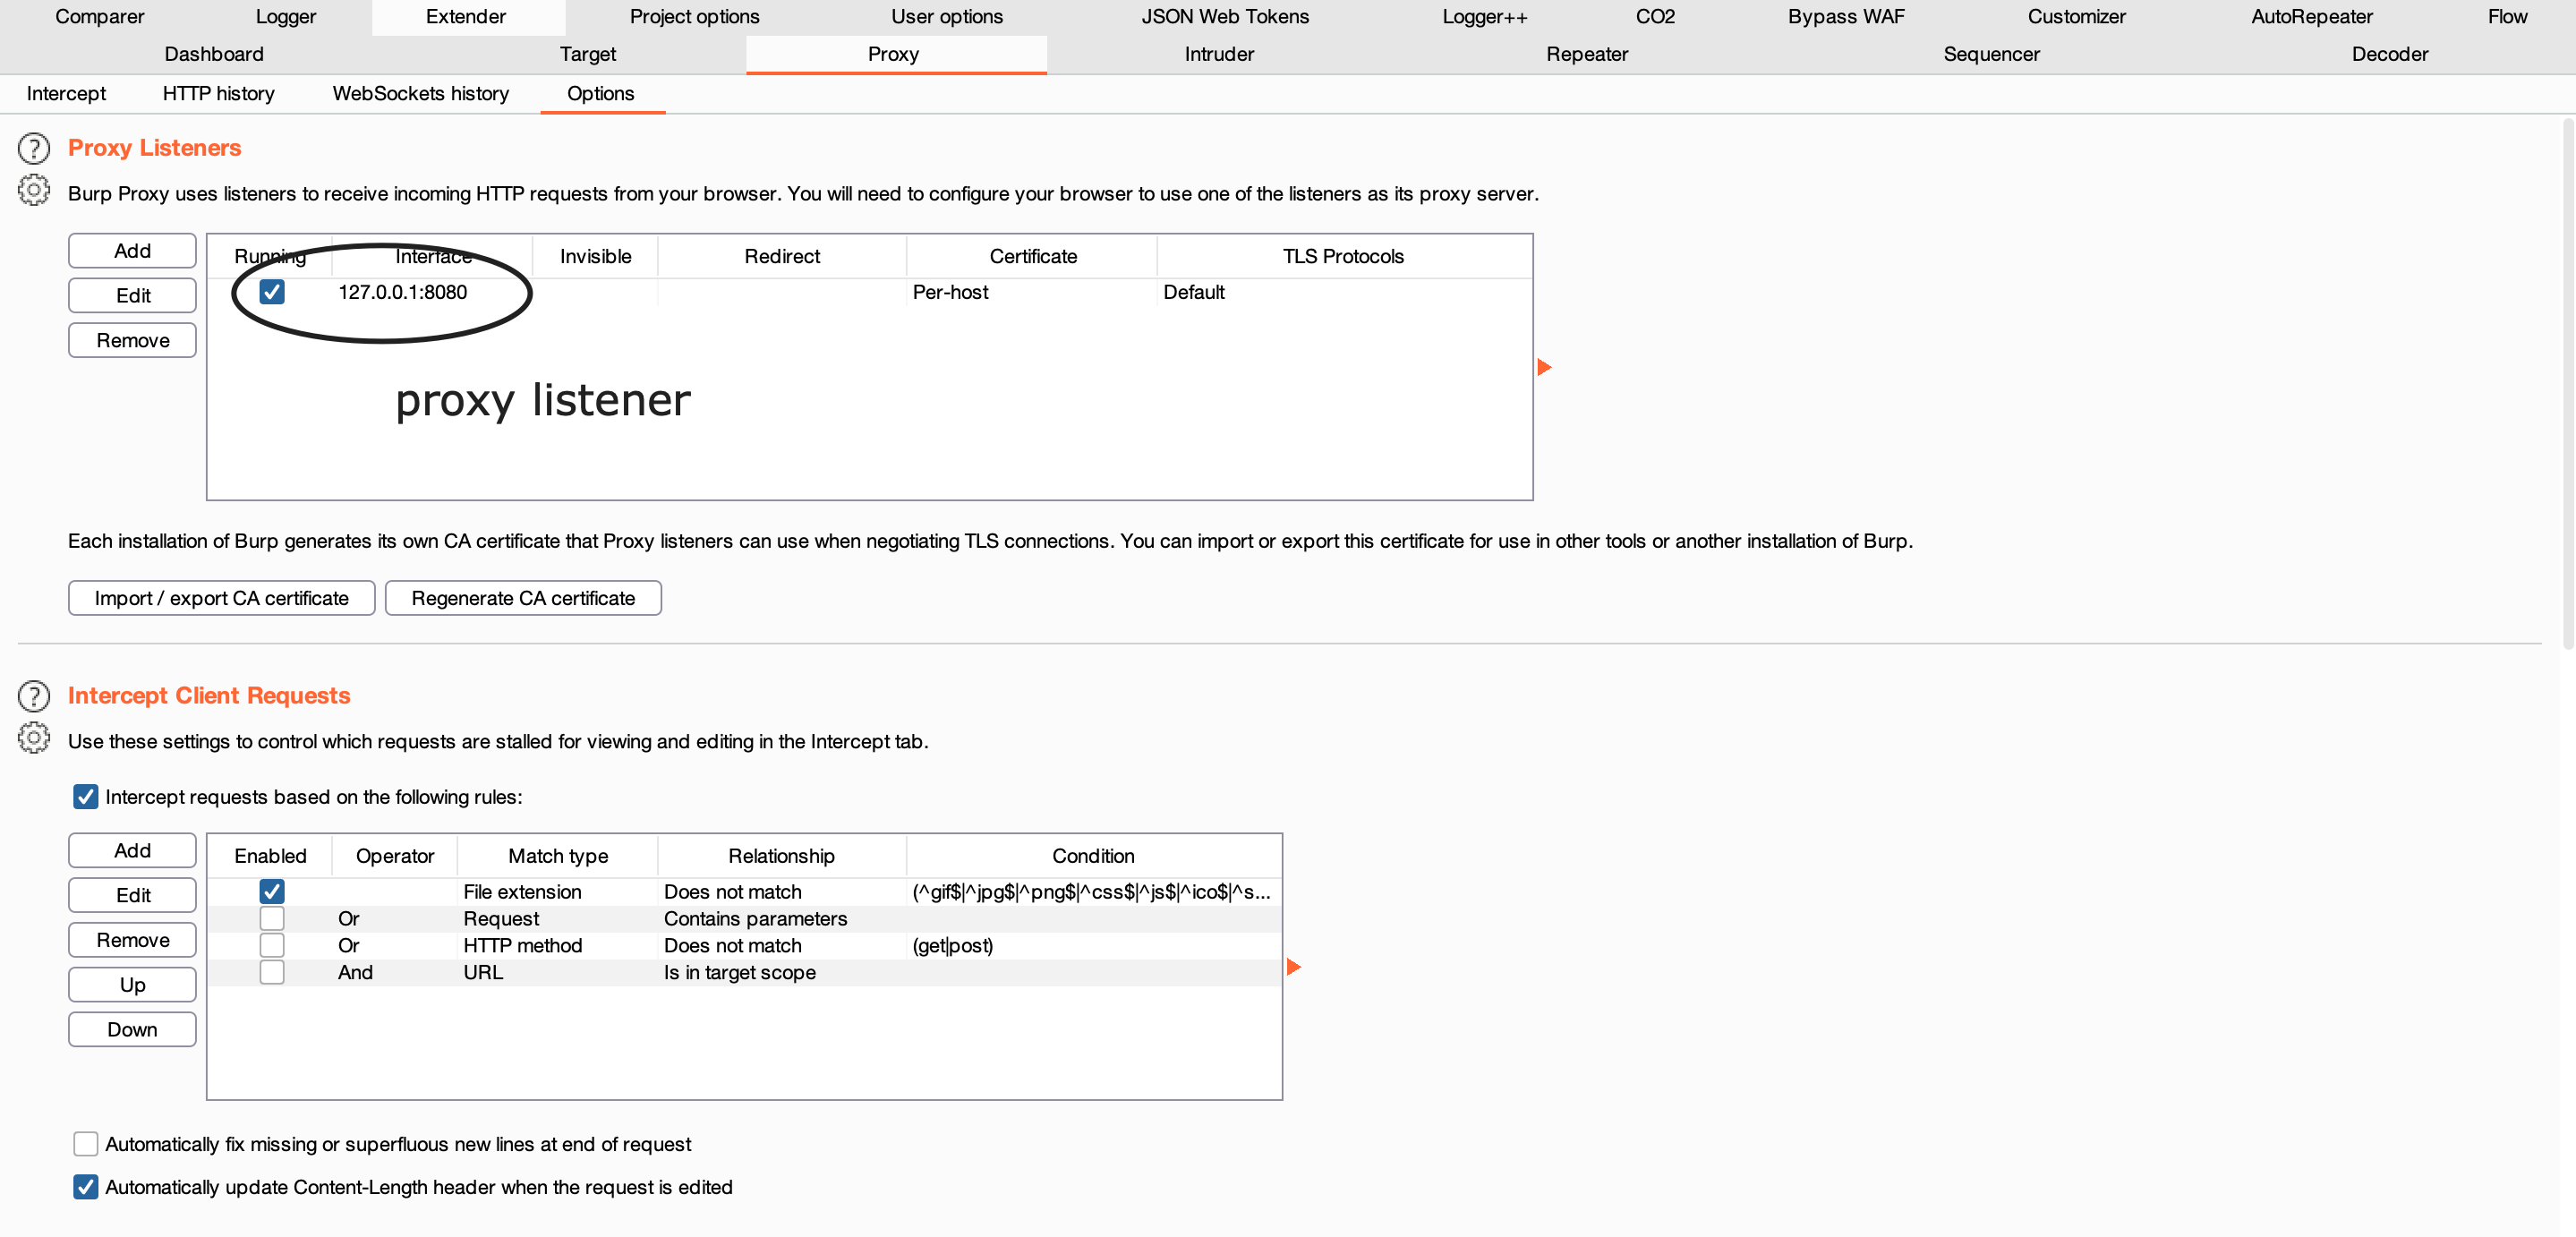 Comparer Logger Extender Project options User options JSON Web Tokens Logger++ CO2 Bypass WAF Customizer AutoRepeater Flow
Dashboard Target Proxy Intruder Repeater Sequencer Decoder
Intercept HTTP history WebSockets history Options
Proxy Listeners
Burp Proxy uses listeners to receive incoming HTTP requests from your browser. You will need to configure your browser to use one of the listeners as its proxy server.
Add
Edit
Remove
Running Interface Invisible Redirect Certificate TLS Protocols
127.0.0.1:8080 Per-host Default
proxy listener
Each installation of Burp generates its own CA certificate that Proxy listeners can use when negotiating TLS connections. You can import or export this certificate for use in other tools or another installation of Burp.
Import / export CA certificate Regenerate CA certificate
Intercept Client Requests
Use these settings to control which requests are stalled for viewing and editing in the Intercept tab.
Intercept requests based on the following rules:
Add
Edit
Remove
Up
Down
Enabled Operator Match type Relationship Condition
File extension Does not match (^gif$|^jpg$|^png$|^css$|^js$|^ico$|^s...
Or Request Contains parameters
Or HTTP method Does not match (get|post)
And URL Is in target scope
Automatically fix missing or superfluous new lines at end of request
Automatically update Content-Length header when the request is edited